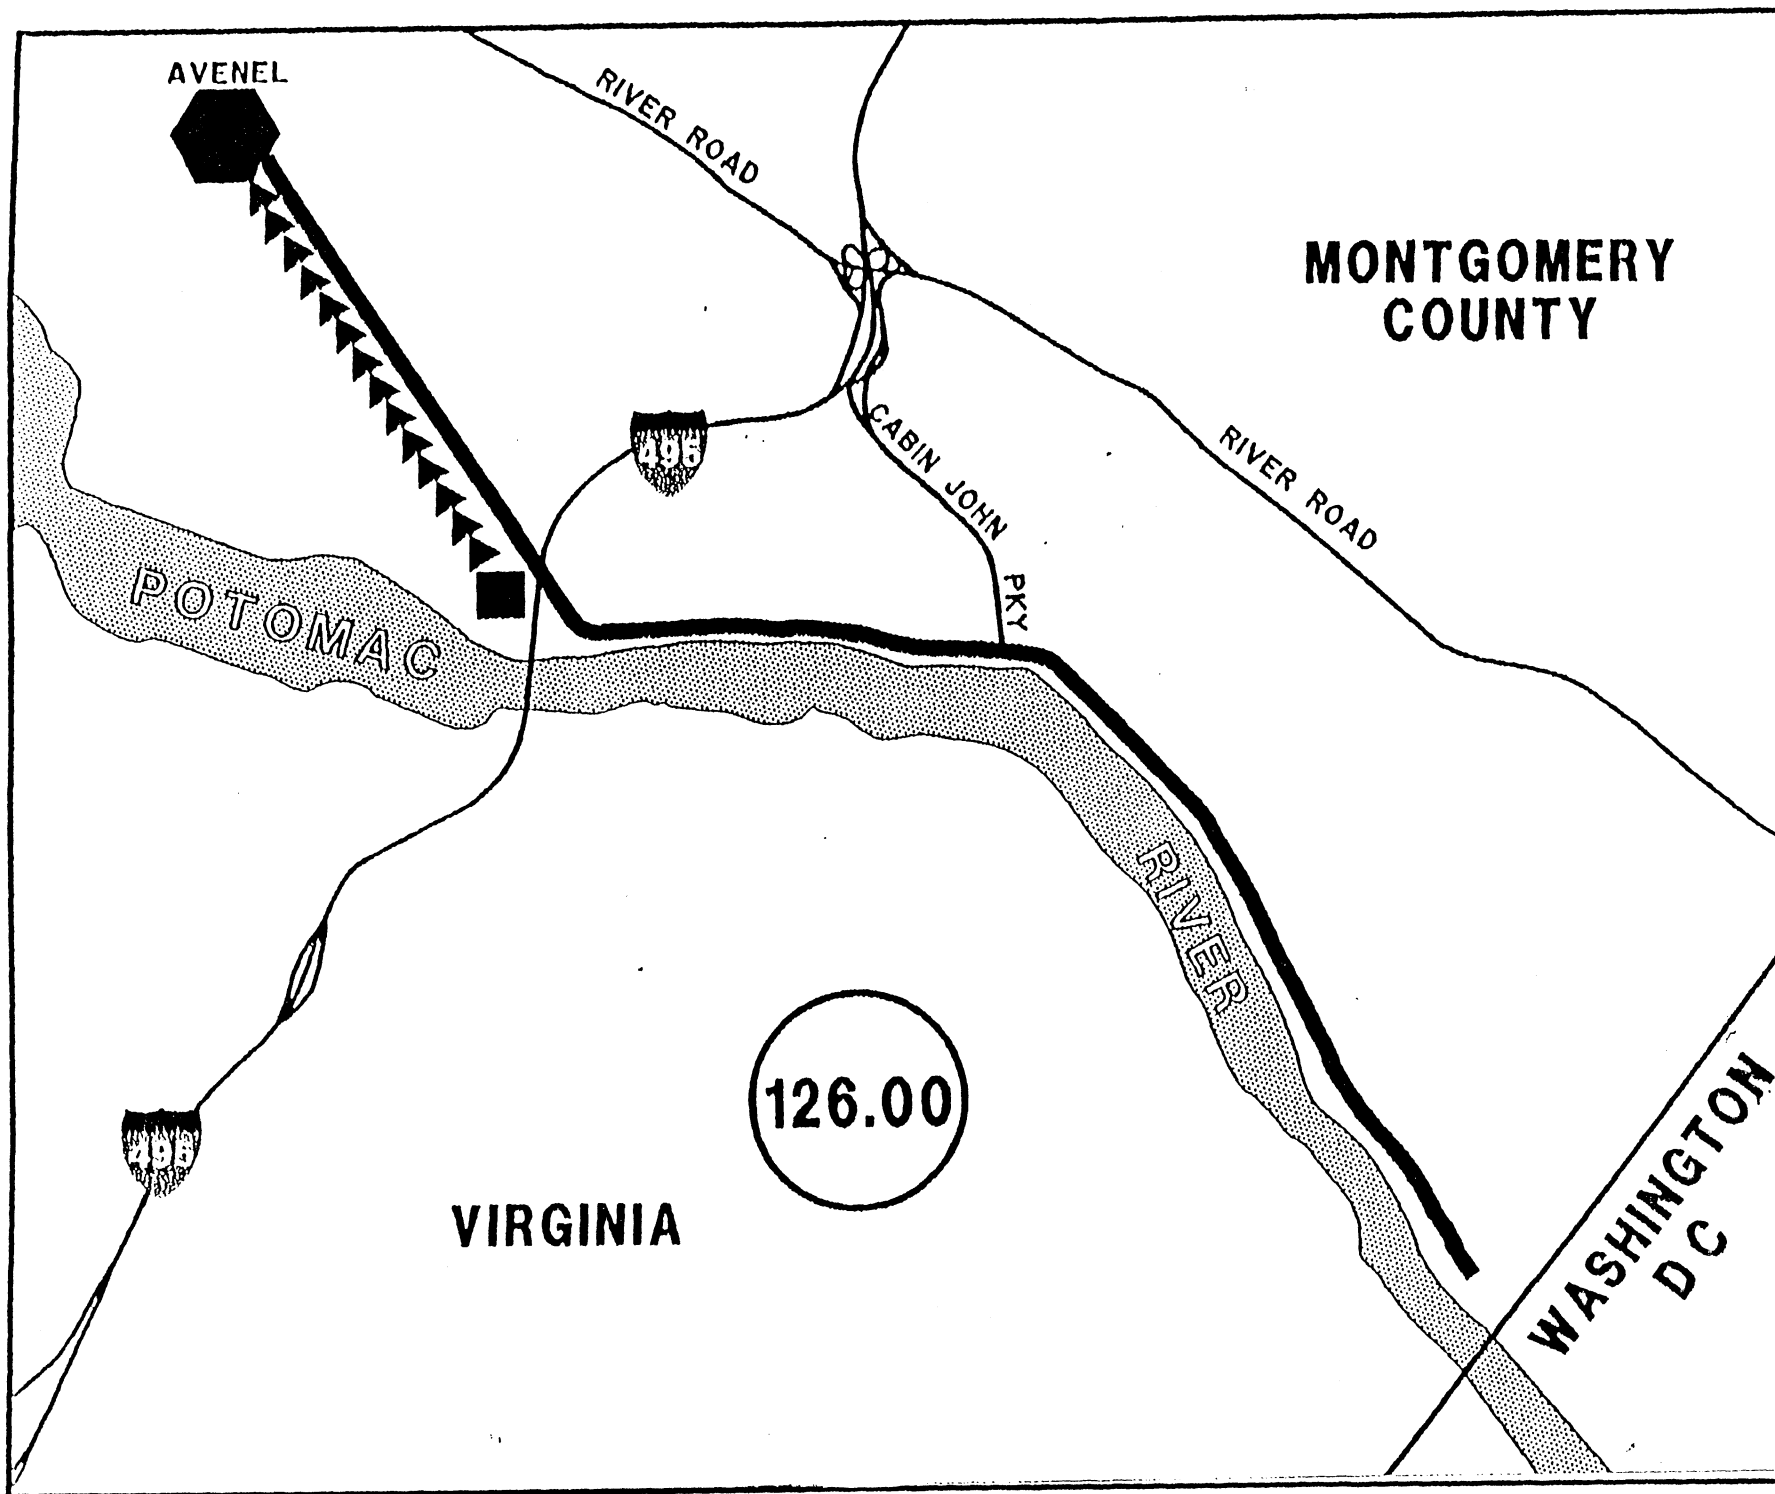 AVENEL
RIVER ROAD
MONTGOMERY
COUNTY
495
CABIN JOHN PKY
RIVER ROAD
POTOMAC RIVER
126.00
495
VIRGINIA
WASHINGTON
DC